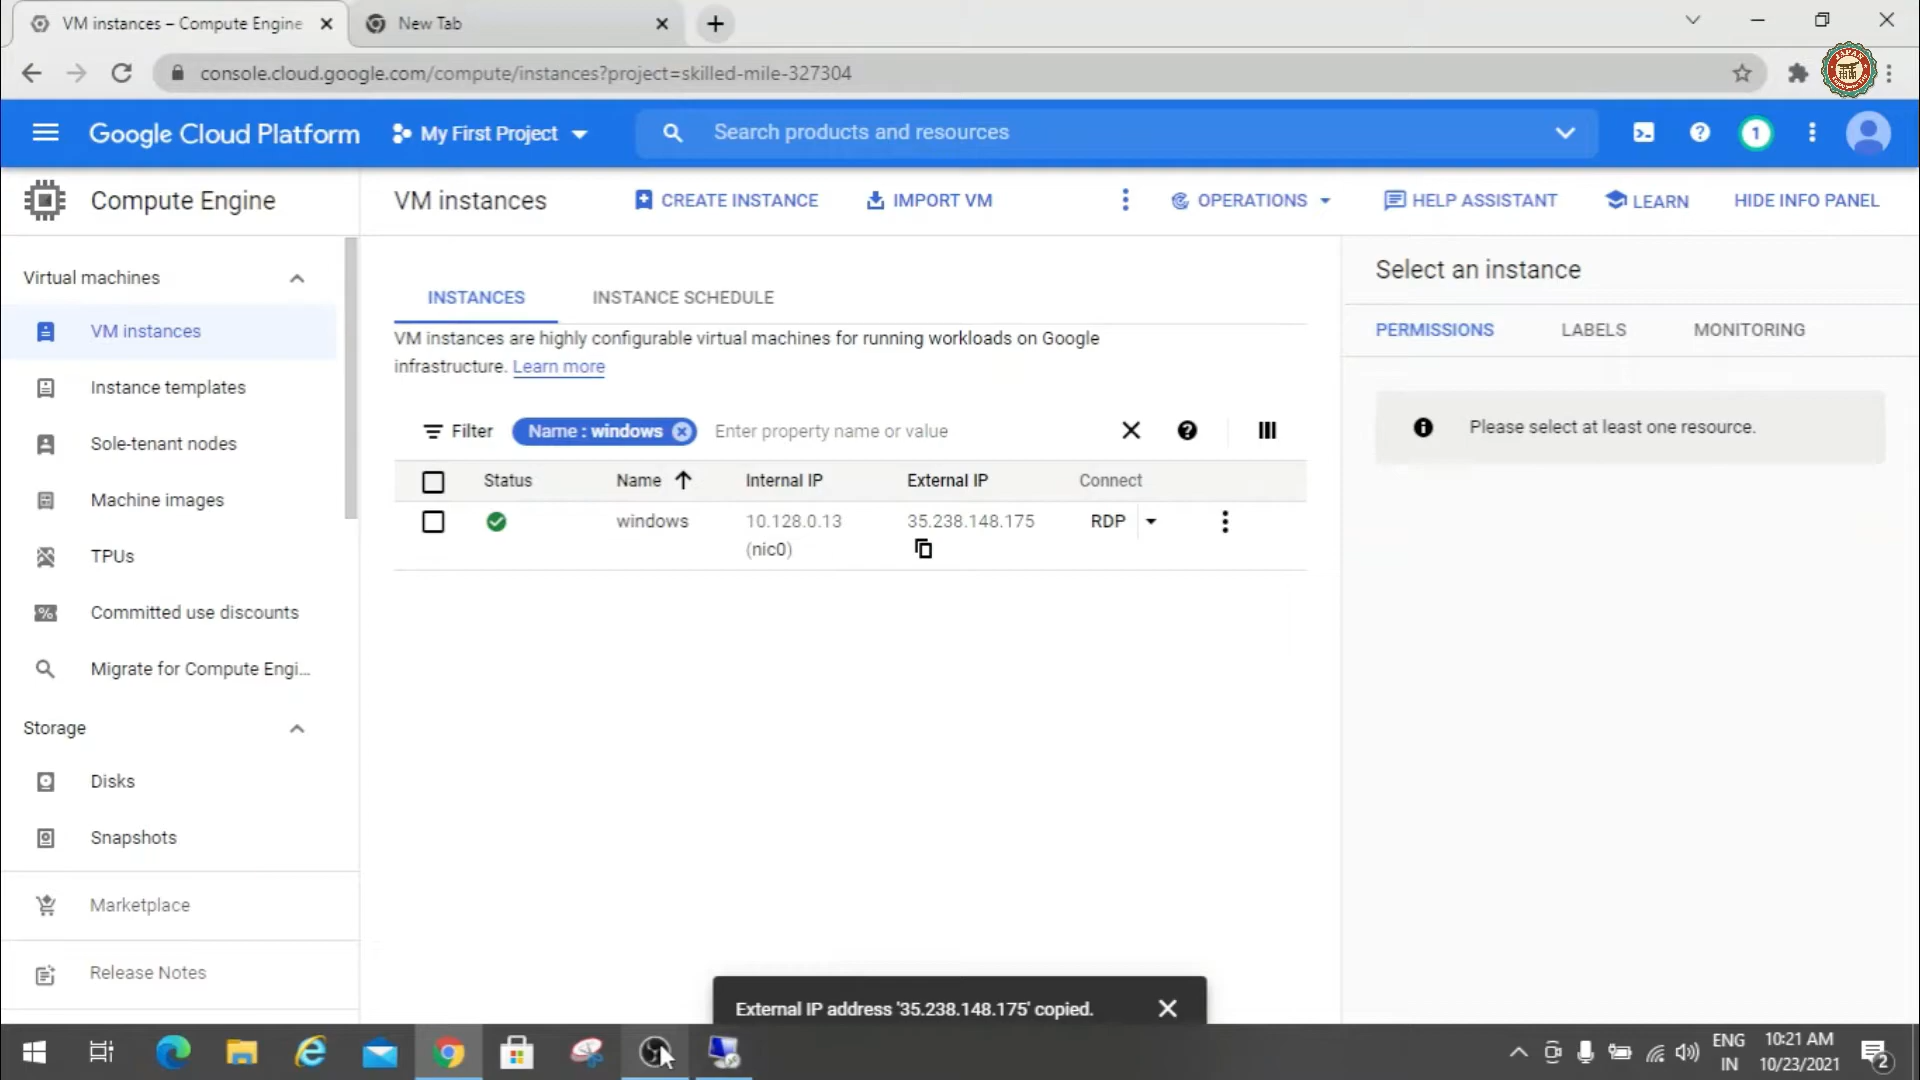 VM instances – Compute Engine
New Tab
console.cloud.google.com/compute/instances?project=skilled-mile-327304
Google Cloud Platform
My First Project
Search products and resources
1
Compute Engine
VM instances
CREATE INSTANCE
IMPORT VM
OPERATIONS
HELP ASSISTANT
LEARN
HIDE INFO PANEL
Virtual machines
VM instances
Instance templates
Sole-tenant nodes
Machine images
TPUs
Committed use discounts
Migrate for Compute Engi...
Storage
Disks
Snapshots
Marketplace
Release Notes
INSTANCES
INSTANCE SCHEDULE
VM instances are highly configurable virtual machines for running workloads on Google
infrastructure. Learn more
Filter
Name : windows
Enter property name or value
Status
Name
Internal IP
External IP
Connect
windows
10.128.0.13
(nic0)
35.238.148.175
RDP
Select an instance
PERMISSIONS
LABELS
MONITORING
Please select at least one resource.
External IP address '35.238.148.175' copied.
ENG
IN
10:21 AM
10/23/2021
2